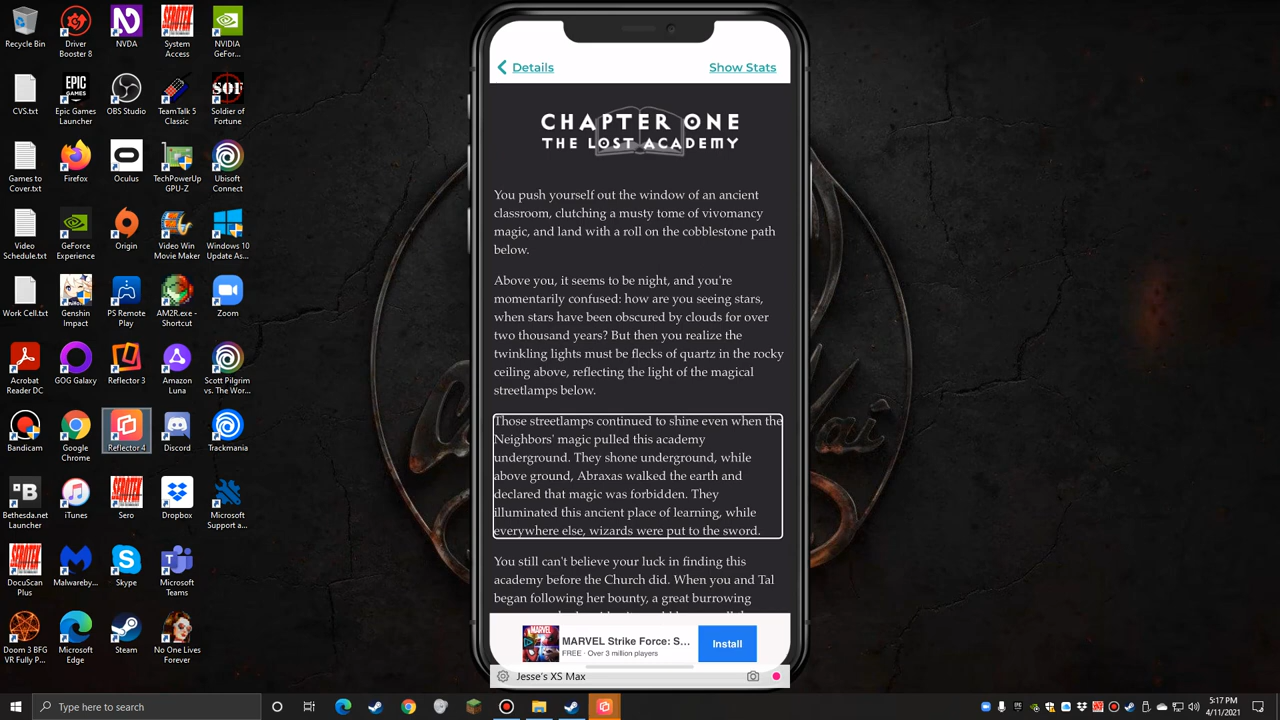 Recycle Bin
Driver Booster 8
NVDA
System Access
NVIDIA GeFor...
CVS.txt
Epic Games Launcher
OBS Studio
TeamTalk 5 Classic
Soldier of Fortune
Games to Cover.txt
Firefox
Oculus
TechPowerUp GPU-Z
Ubisoft Connect
Video Schedule.txt
GeForce Experience
Origin
Video Win Movie Maker
Windows 10 Update As...
Work Cell.txt
Genshin Impact
PS Remote Play
AM2R.exe - Shortcut
Zoom
Acrobat Reader DC
GOG Galaxy
Reflector 3
Amazon Luna
Scott Pilgrim vs. The Wor...
Bandicam
Google Chrome
Reflector 4
Discord
Trackmania
Bethesda.net Launcher
iTunes
Sero
Dropbox
Microsoft Support a...
DocuScan Plus
Malwareby...
Skype
Microsoft Teams
Doom 3 BFG VR Fully P...
Microsoft Edge
Steam
No One Lives Forever
Details
Show Stats
CHAPTER ONE
THE LOST ACADEMY
You push yourself out the window of an ancient
classroom, clutching a musty tome of vivomancy
magic, and land with a roll on the cobblestone path
below.
Above you, it seems to be night, and you're
momentarily confused: how are you seeing stars,
when stars have been obscured by clouds for over
two thousand years? But then you realize the
twinkling lights must be flecks of quartz in the rocky
ceiling above, reflecting the light of the magical
streetlamps below.
Those streetlamps continued to shine even when the
Neighbors' magic pulled this academy
underground. They shone underground, while
above ground, Abraxas walked the earth and
declared that magic was forbidden. They
illuminated this ancient place of learning, while
everywhere else, wizards were put to the sword.
You still can't believe your luck in finding this
academy before the Church did. When you and Tal
began following her bounty, a great burrowing
MARVEL Strike Force: S...
FREE · Over 3 million players
Install
Jesse's XS Max
Type here to search
5:17 PM
4/11/2021